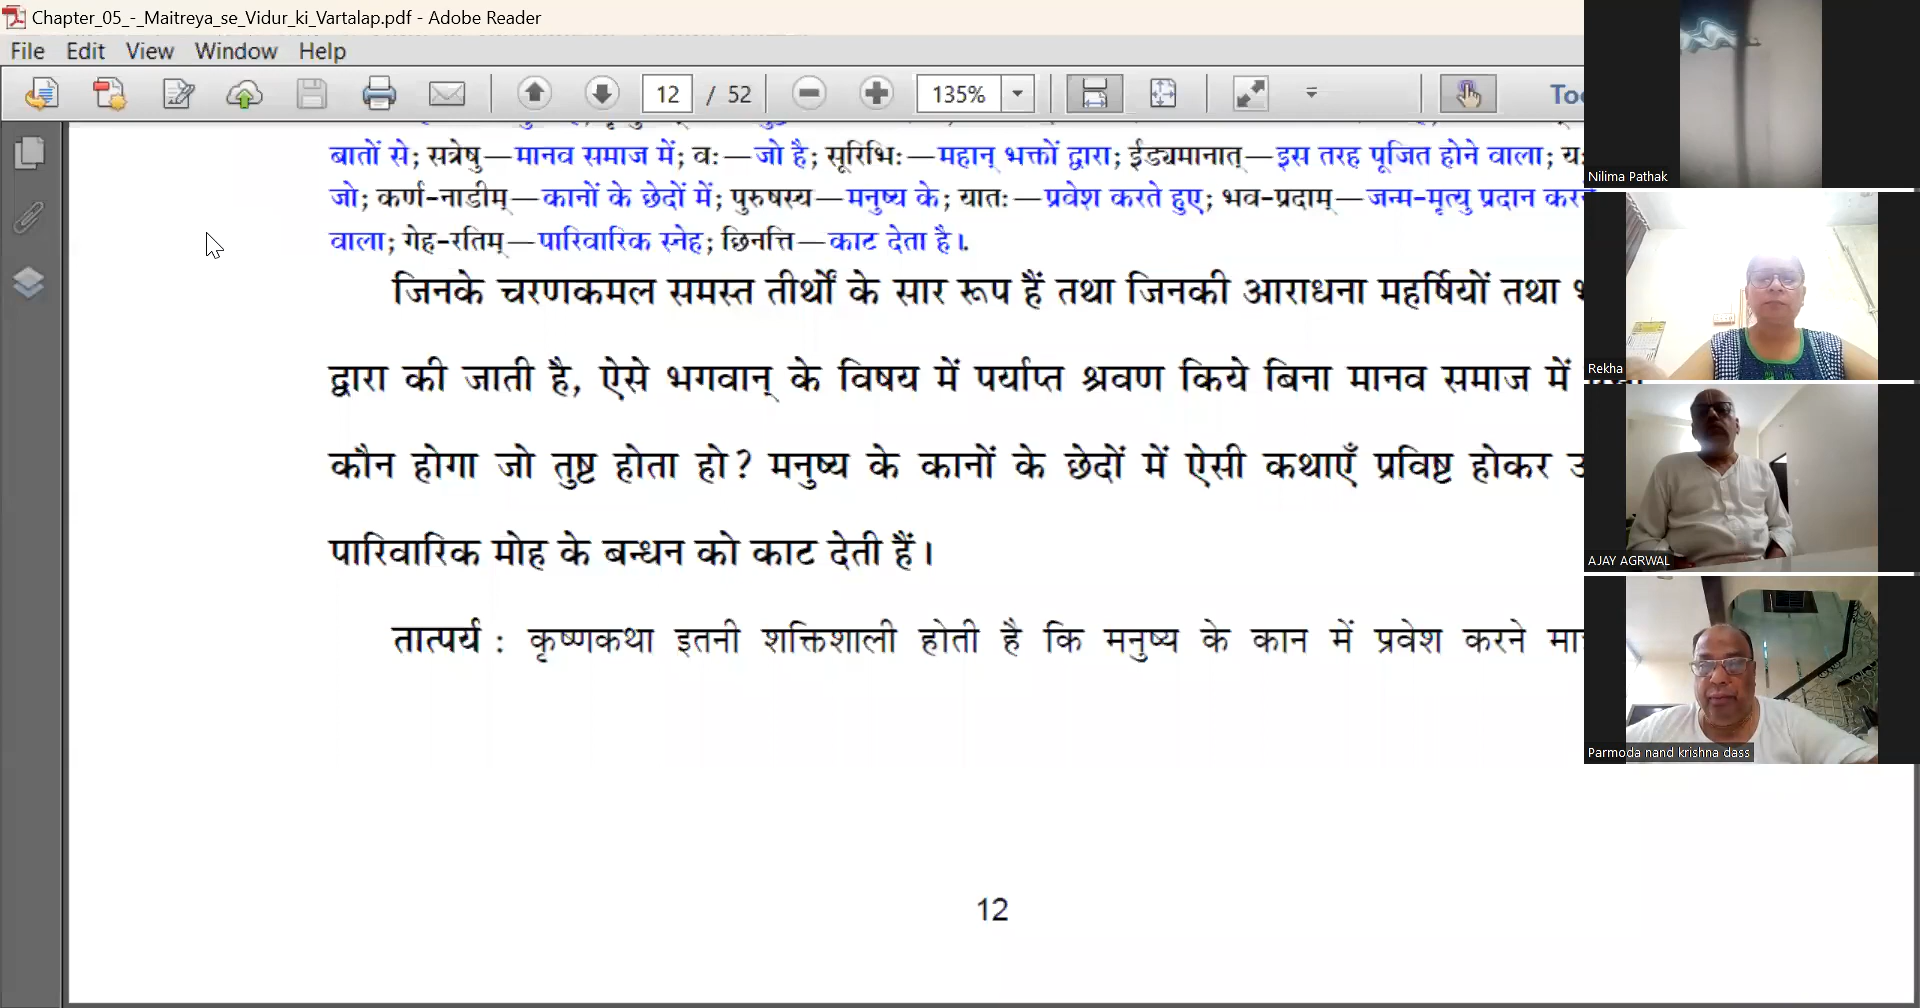 Chapter_05_-_Maitreya_se_Vidur_ki_Vartalap.pdf - Adobe Reader
File Edit View Window Help
12 / 52 135%
बातों से; सत्रेषु—मानव समाज में; वः—जो है; सूरिभिः—महान् भक्तों द्वारा; ईड्यमानात्—इस तरह पूजित होने वाला;
जो; कर्ण-नाडीम्—कानों के छेदों में; पुरुषस्य—मनुष्य के; यातः—प्रवेश करते हुए; भव-प्रदाम्—जन्म-मृत्यु प्रदान
वाला; गेह-रतिम्—पारिवारिक स्नेह; छिनत्ति—काट देता है।.
जिनके चरणकमल समस्त तीर्थों के सार रूप हैं तथा जिनकी आराधना महर्षियों तथा
द्वारा की जाती है, ऐसे भगवान् के विषय में पर्याप्त श्रवण किये बिना मानव समाज में
कौन होगा जो तुष्ट होता हो? मनुष्य के कानों के छेदों में ऐसी कथाएँ प्रविष्ट होकर
पारिवारिक मोह के बन्धन को काट देती हैं।
तात्पर्य : कृष्णकथा इतनी शक्तिशाली होती है कि मनुष्य के कान में प्रवेश करने
12
Nilima Pathak
Rekha
AJAY AGRWAL
Parmoda nand krishna dass